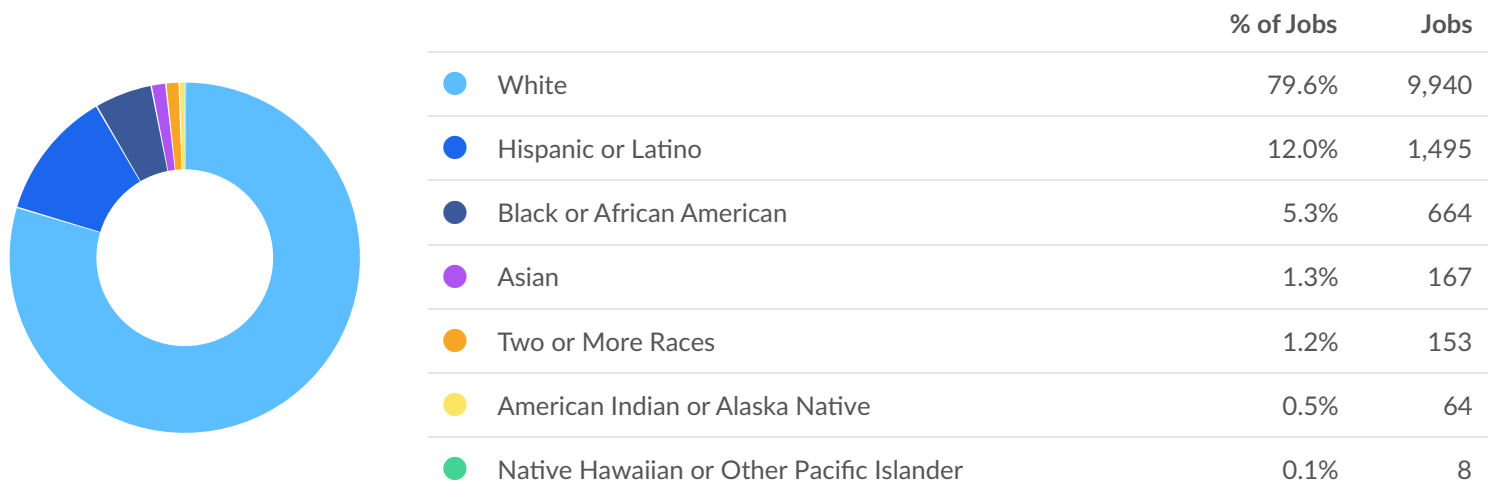 % of Jobs Jobs
White 79.6% 9,940
Hispanic or Latino 12.0% 1,495
Black or African American 5.3% 664
Asian 1.3% 167
Two or More Races 1.2% 153
American Indian or Alaska Native 0.5% 64
Native Hawaiian or Other Pacific Islander 0.1% 8